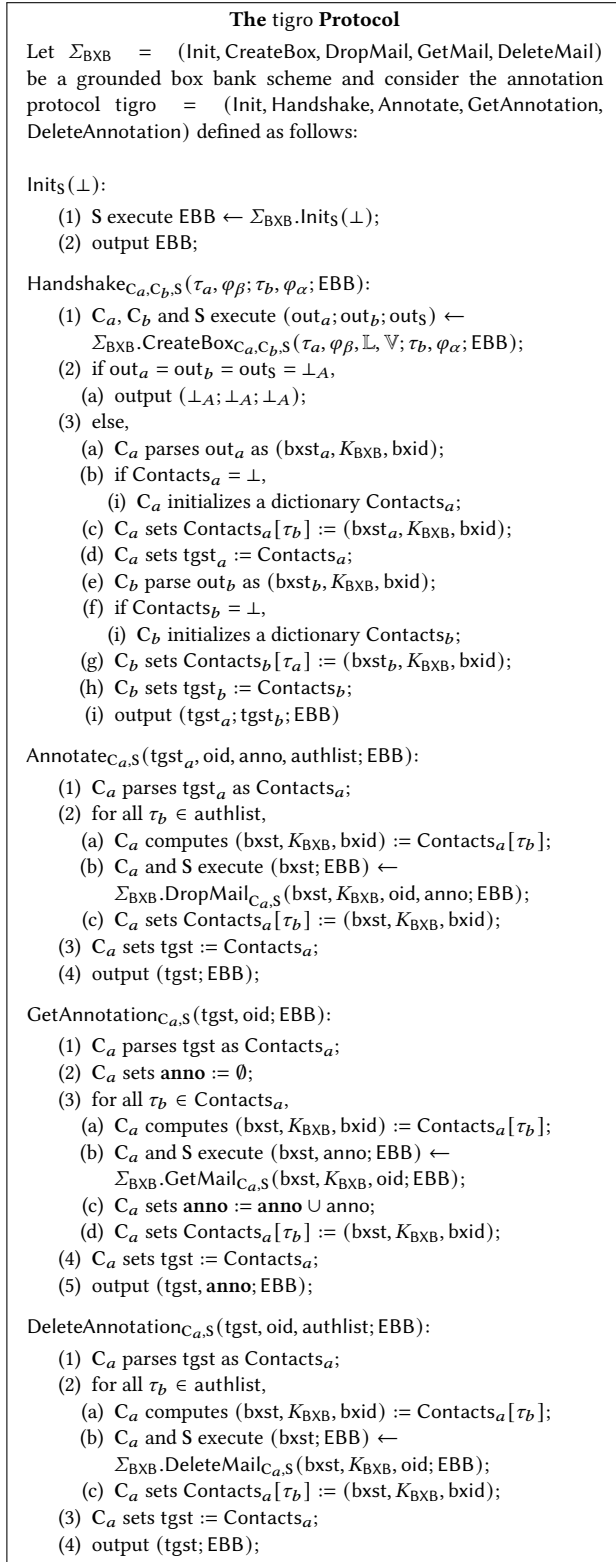 The tigro Protocol
Let Σ_BXB = (Init, CreateBox, DropMail, GetMail, DeleteMail)
be a grounded box bank scheme and consider the annotation
protocol tigro = (Init, Handshake, Annotate, GetAnnotation,
DeleteAnnotation) defined as follows:
Init_S(⊥):
(1) S execute EBB ← Σ_BXB.Init_S(⊥);
(2) output EBB;
Handshake_{C_a,C_b,S}(τ_a, φ_β; τ_b, φ_α; EBB):
(1) C_a, C_b and S execute (out_a; out_b; out_S) ←
Σ_BXB.CreateBox_{C_a,C_b,S}(τ_a, φ_β, 𝕃, 𝕍; τ_b, φ_α; EBB);
(2) if out_a = out_b = out_S = ⊥_A,
(a) output (⊥_A; ⊥_A; ⊥_A);
(3) else,
(a) C_a parses out_a as (bxst_a, K_BXB, bxid);
(b) if Contacts_a = ⊥,
(i) C_a initializes a dictionary Contacts_a;
(c) C_a sets Contacts_a[τ_b] := (bxst_a, K_BXB, bxid);
(d) C_a sets tgst_a := Contacts_a;
(e) C_b parse out_b as (bxst_b, K_BXB, bxid);
(f) if Contacts_b = ⊥,
(i) C_b initializes a dictionary Contacts_b;
(g) C_b sets Contacts_b[τ_a] := (bxst_b, K_BXB, bxid);
(h) C_b sets tgst_b := Contacts_b;
(i) output (tgst_a; tgst_b; EBB)
Annotate_{C_a,S}(tgst_a, oid, anno, authlist; EBB):
(1) C_a parses tgst_a as Contacts_a;
(2) for all τ_b ∈ authlist,
(a) C_a computes (bxst, K_BXB, bxid) := Contacts_a[τ_b];
(b) C_a and S execute (bxst; EBB) ←
Σ_BXB.DropMail_{C_a,S}(bxst, K_BXB, oid, anno; EBB);
(c) C_a sets Contacts_a[τ_b] := (bxst, K_BXB, bxid);
(3) C_a sets tgst := Contacts_a;
(4) output (tgst; EBB);
GetAnnotation_{C_a,S}(tgst, oid; EBB):
(1) C_a parses tgst as Contacts_a;
(2) C_a sets anno := ∅;
(3) for all τ_b ∈ Contacts_a,
(a) C_a computes (bxst, K_BXB, bxid) := Contacts_a[τ_b];
(b) C_a and S execute (bxst, anno; EBB) ←
Σ_BXB.GetMail_{C_a,S}(bxst, K_BXB, oid; EBB);
(c) C_a sets anno := anno ∪ anno;
(d) C_a sets Contacts_a[τ_b] := (bxst, K_BXB, bxid);
(4) C_a sets tgst := Contacts_a;
(5) output (tgst, anno; EBB);
DeleteAnnotation_{C_a,S}(tgst, oid, authlist; EBB):
(1) C_a parses tgst as Contacts_a;
(2) for all τ_b ∈ authlist,
(a) C_a computes (bxst, K_BXB, bxid) := Contacts_a[τ_b];
(b) C_a and S execute (bxst; EBB) ←
Σ_BXB.DeleteMail_{C_a,S}(bxst, K_BXB, oid; EBB);
(c) C_a sets Contacts_a[τ_b] := (bxst, K_BXB, bxid);
(3) C_a sets tgst := Contacts_a;
(4) output (tgst; EBB);